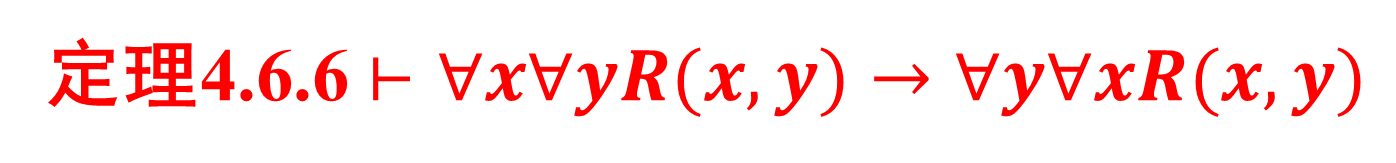 定理4.6.6 ⊢ ∀x∀yR(x,y) → ∀y∀xR(x,y)